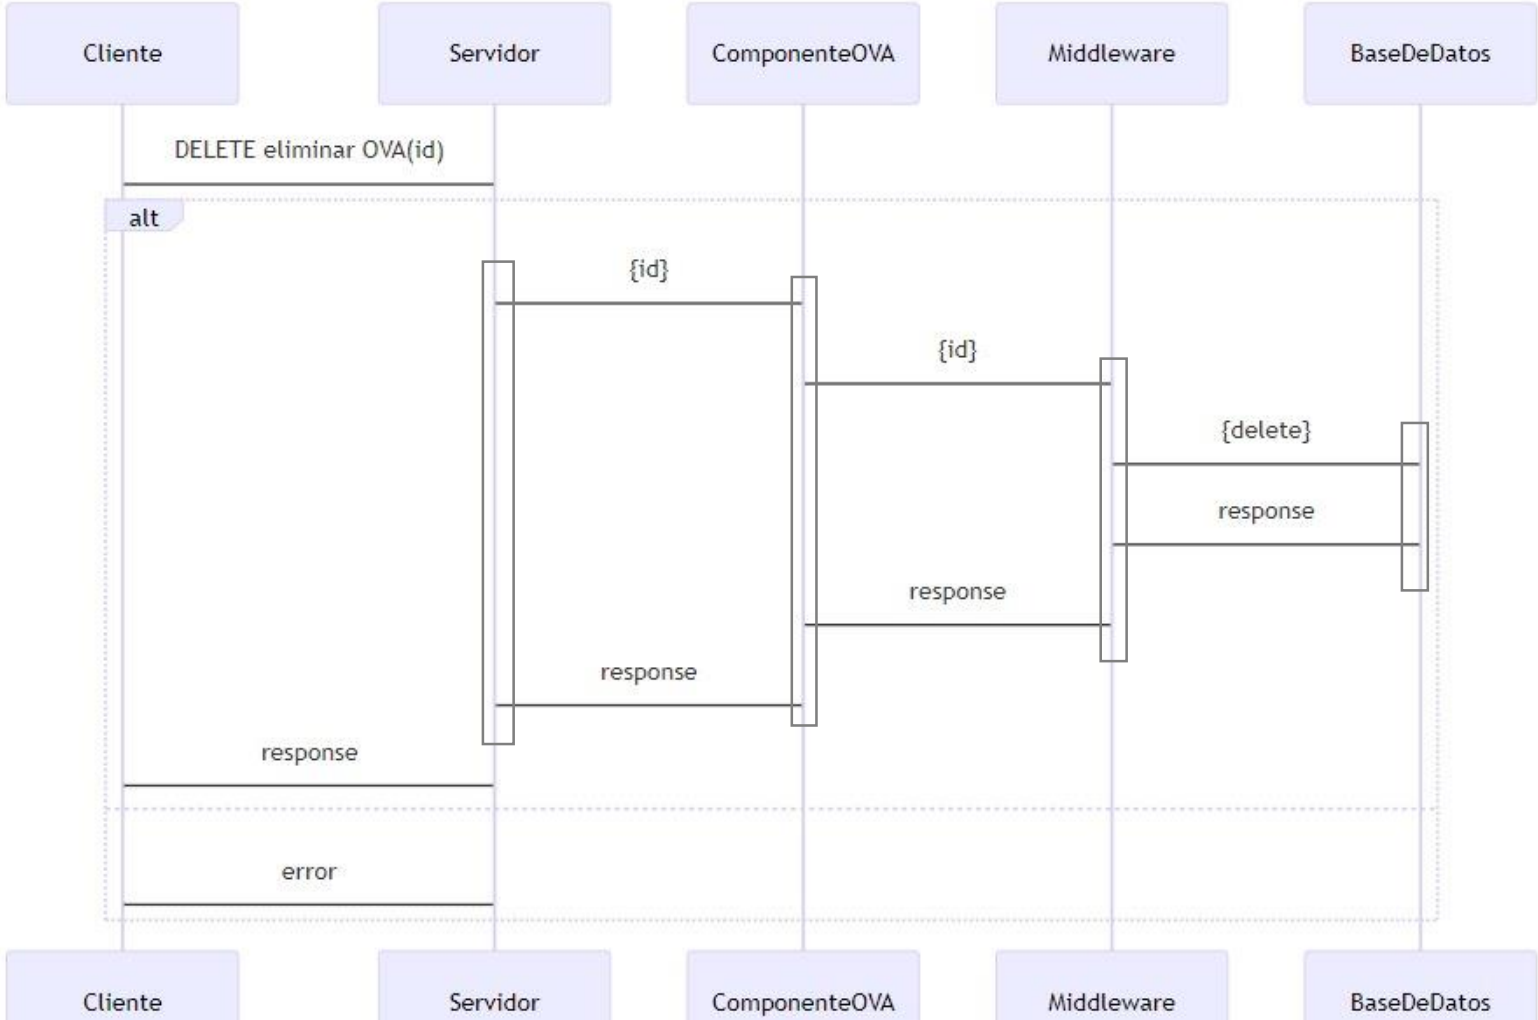 Cliente
Servidor
ComponenteOVA
Middleware
BaseDeDatos
DELETE eliminar OVA(id)
alt
{id}
{id}
{delete}
response
response
response
response
error
Cliente
Servidor
ComponenteOVA
Middleware
BaseDeDatos